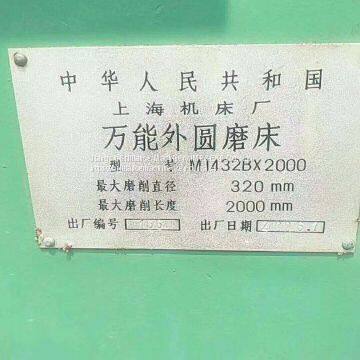 中华人民共和国
上海机床厂
万能外圆磨床
型 号 M1432BX2000
最大磨削直径 320 mm
最大磨削长度 2000 mm
出厂编号 出厂日期